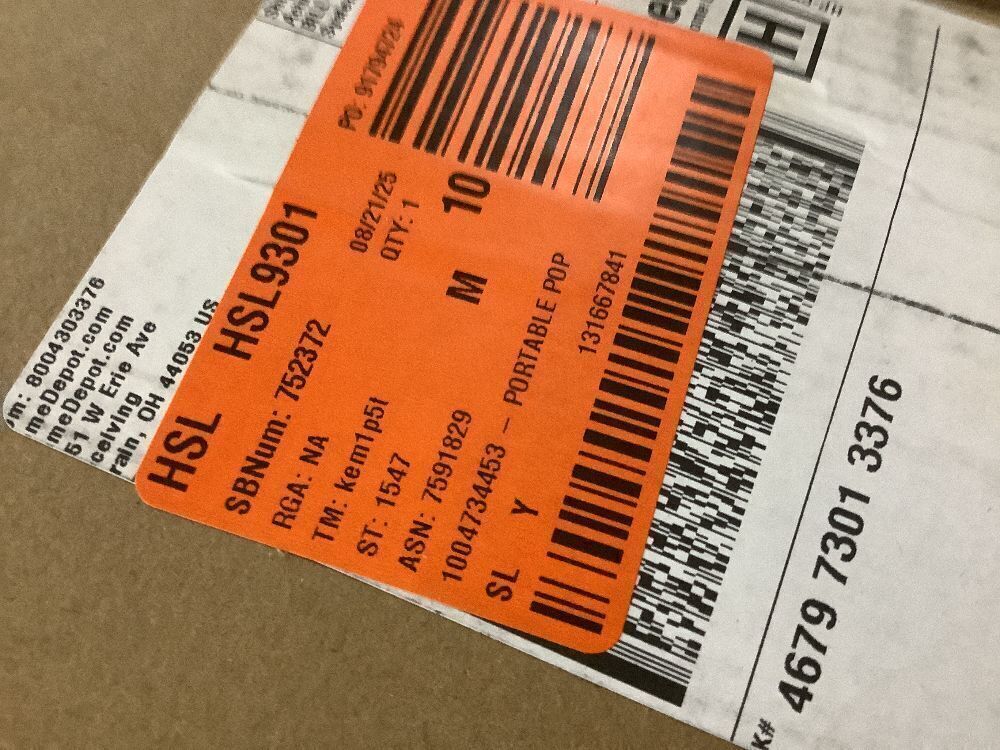 m: 8004303376
meDepot.com
meDepot.com
51 W Erie Ave
ceiving
rain, OH 44053 US
HSL HSL9301
SBNum: 752372
RGA: NA 08/21/25 PO: 91794724
TM: kem1p5t QTY: 1
ST: 1547
ASN: 7591829 M 10
1004734453 – PORTABLE POP
SL Y 131667841
H
K# 4679 7301 3376